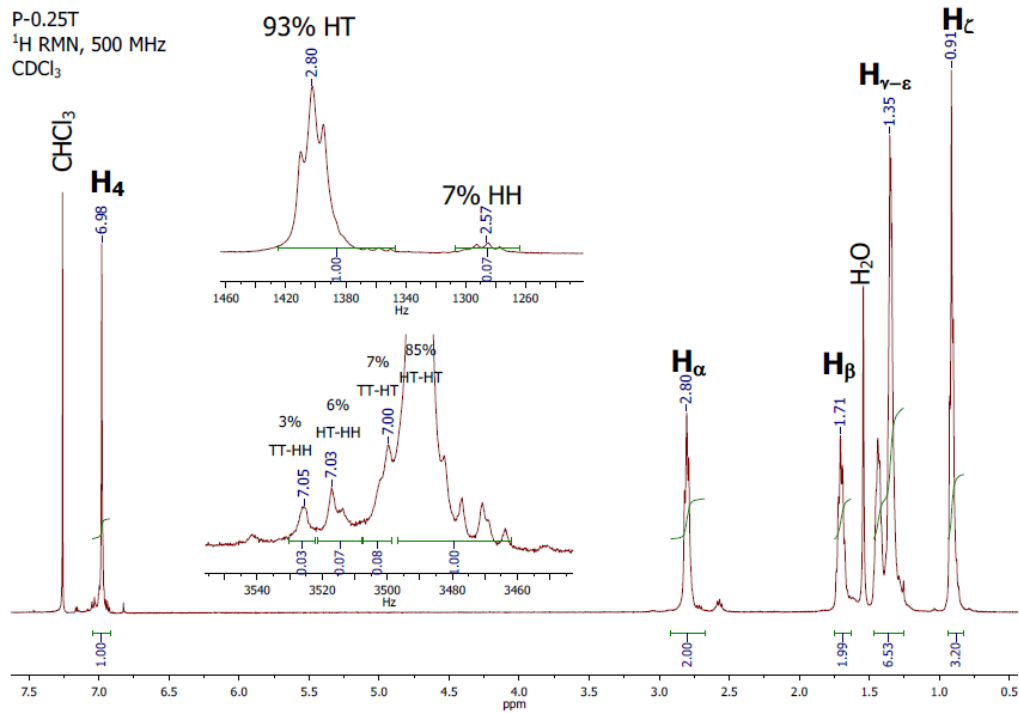 P-0.25T
¹H RMN, 500 MHz
CDCl₃
93% HT
2.80
7% HH
2.57
1.00
0.07
1460 1420 1380 1340 1300 1260
Hz
3%
TT-HH
6%
HT-HH
7%
TT-HT
85%
HT-HT
7.05
7.03
7.00
0.03
0.07
0.08
1.00
3540 3520 3500 3480 3460
Hz
CHCl₃
H₄
6.98
Hα
2.80
Hβ
1.71
H₂O
Hγ−ε
1.35
Hζ
0.91
1.00
2.00
1.99
6.53
3.20
7.5 7.0 6.5 6.0 5.5 5.0 4.5 4.0 3.5 3.0 2.5 2.0 1.5 1.0 0.5
ppm